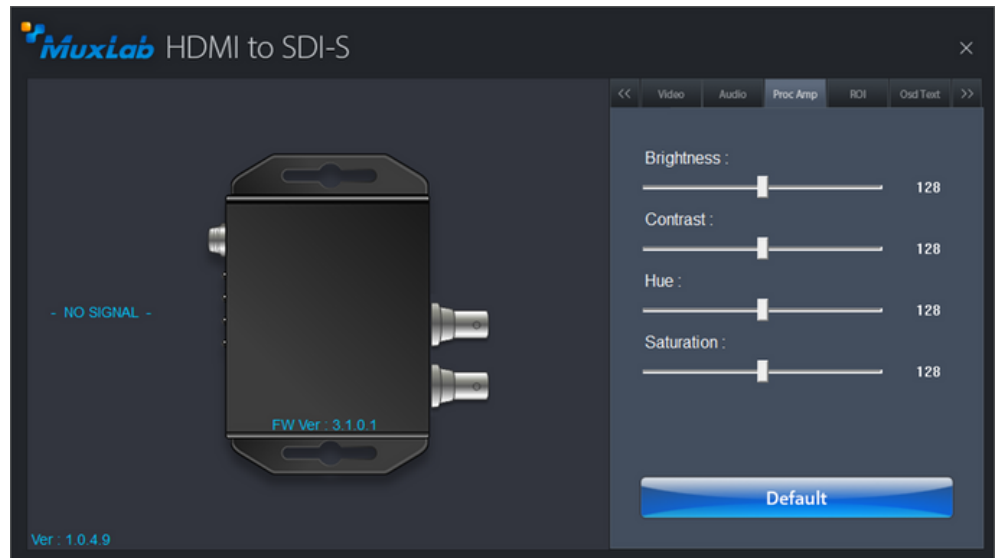 MuxLab HDMI to SDI-S
×
<< Video Audio Proc Amp ROI Osd Text >>
Brightness : 128
Contrast : 128
Hue : 128
- NO SIGNAL -
Saturation : 128
FW Ver : 3.1.0.1
Default
Ver : 1.0.4.9